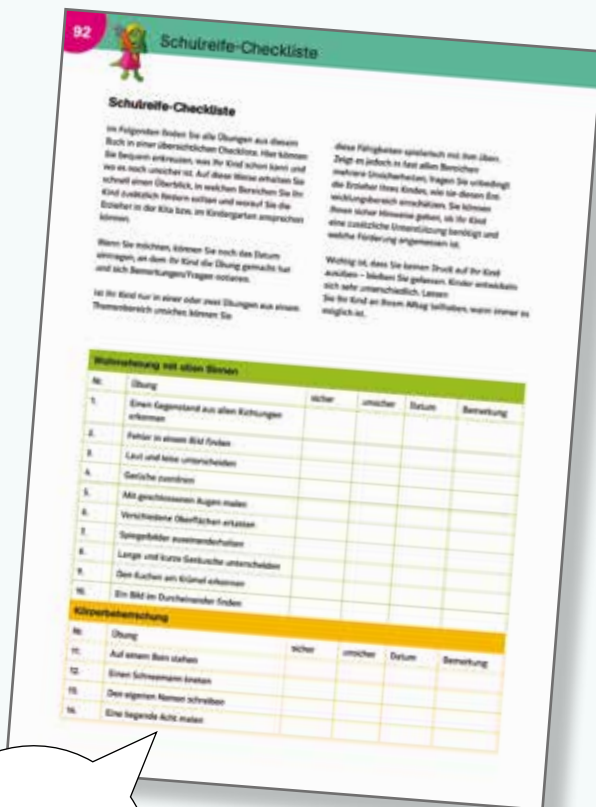 92
Schulreife-Checkliste
Schulreife-Checkliste
Im Folgenden finden Sie alle Übungen aus diesem
Buch in einer übersichtlichen Checkliste. Hier können
Sie bequem ankreuzen, was Ihr Kind schon kann und
wo es noch unsicher ist. Auf diese Weise erhalten Sie
schnell einen Überblick, in welchen Bereichen Sie Ihr
Kind zusätzlich fördern sollten und worauf Sie die
Erzieher in der Kita bzw. im Kindergarten ansprechen
können.
Wenn Sie möchten, können Sie noch das Datum
eintragen, an dem Ihr Kind die Übung gemacht hat
und sich Bemerkungen/Fragen notieren.
Ist Ihr Kind nur in einer oder zwei Übungen aus einem
Themenbereich unsicher, können Sie
diese Fähigkeiten spielerisch mit ihm üben.
Zeigt es jedoch in fast allen Bereichen
mehrere Unsicherheiten, fragen Sie unbedingt
die Erzieher Ihres Kindes, wie sie diesen Ent-
wicklungsbereich einschätzen. Sie können
Ihnen sicher Hinweise geben, ob Ihr Kind
eine zusätzliche Unterstützung benötigt und
welche Förderung angemessen ist.
Wichtig ist, dass Sie keinen Druck auf Ihr Kind
ausüben – bleiben Sie gelassen. Kinder entwickeln
sich sehr unterschiedlich. Lassen
Sie Ihr Kind an Ihrem Alltag teilhaben, wann immer es
möglich ist.
Wahrnehmung mit allen Sinnen
Nr. Übung sicher unsicher Datum Bemerkung
1. Einen Gegenstand aus allen Richtungen
erkennen
2. Fehler in einem Bild finden
3. Laut und leise unterscheiden
4. Gerüche zuordnen
5. Mit geschlossenen Augen malen
6. Verschiedene Oberflächen ertasten
7. Spiegelbilder auseinanderhalten
8. Lange und kurze Geräusche unterscheiden
9. Den Kuchen am Krümel erkennen
10. Ein Bild im Durcheinander finden
Körperbeherrschung
Nr. Übung sicher unsicher Datum Bemerkung
11. Auf einem Bein stehen
12. Einen Schneemann kneten
13. Den eigenen Namen schreiben
14. Eine liegende Acht malen